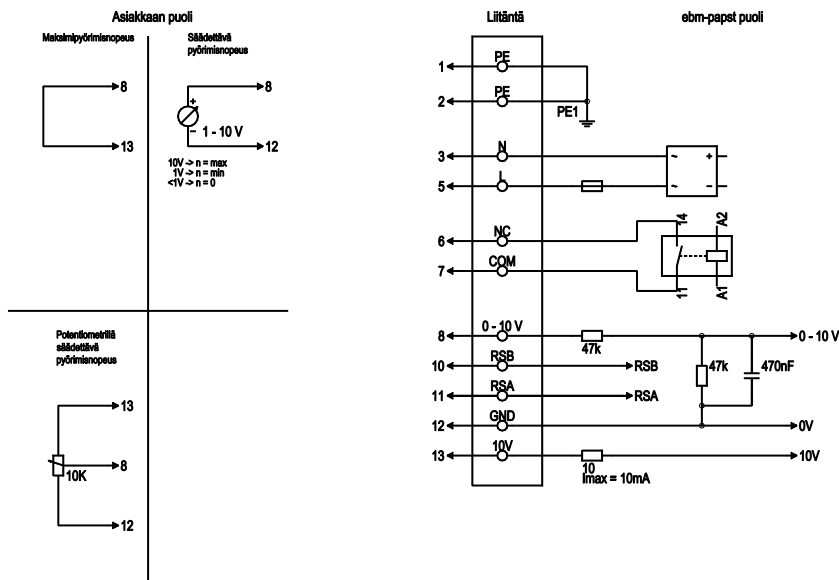 Asiakkaan puoli
Maksimipyörimisnopeus
8
13
Säädettävä
pyörimisnopeus
8
+
1 - 10 V
−
12
10V -> n = max
1V -> n = min
<1V -> n = 0
Potentiometrillä
säädettävä
pyörimisnopeus
13
8
10K
12
Liitäntä
ebm-papst puoli
1 PE
2 PE
PE1
3 N
~ +
5 L
~ −
6 NC
14 A2
7 COM
11 A1
8 0 - 10 V
47k
0 - 10 V
10 RSB
RSB
47k
470nF
11 RSA
RSA
12 GND
0V
13 10V
10
10V
Imax = 10mA